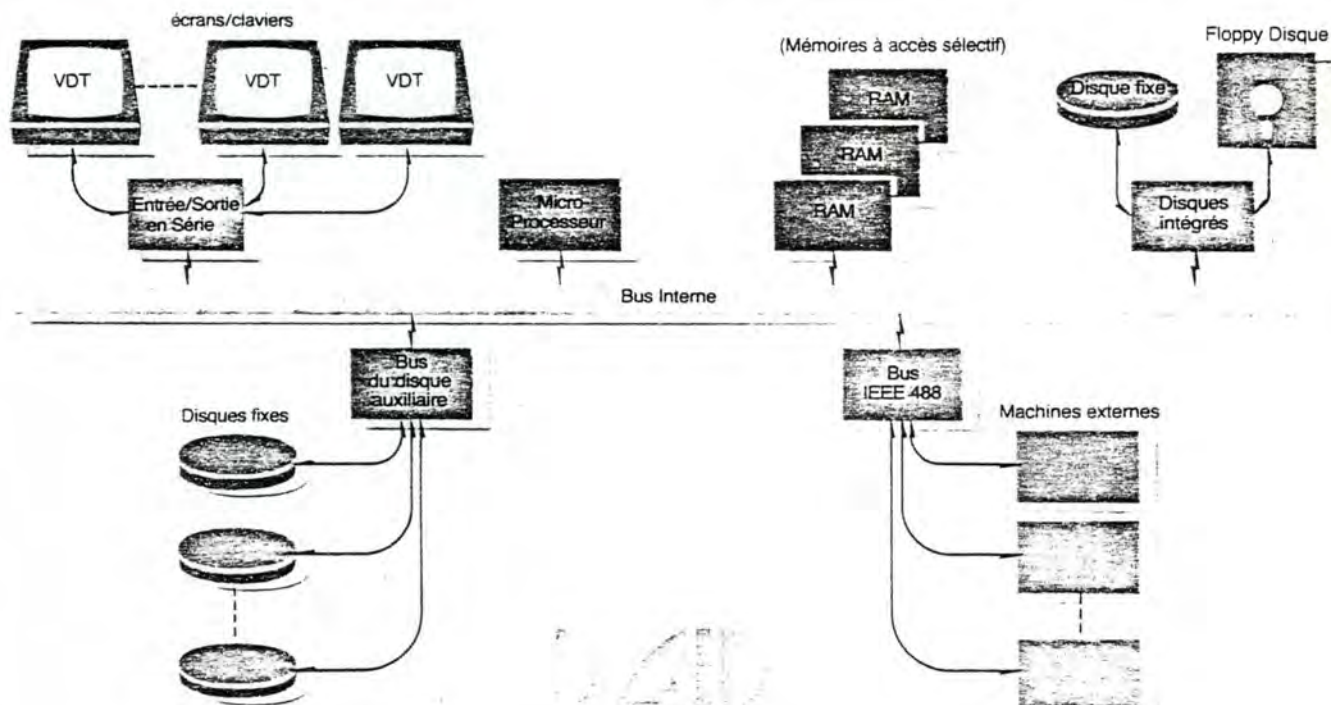 écrans/claviers
VDT
VDT
VDT
(Mémoires à accès sélectif)
RAM
RAM
RAM
Floppy Disque
Disque fixe
Entrée/Sortie
en Série
Micro-
Processeur
Disques
intégrés
Bus Interne
Bus
du disque
auxiliaire
Bus
IEEE 488
Disques fixes
Machines externes